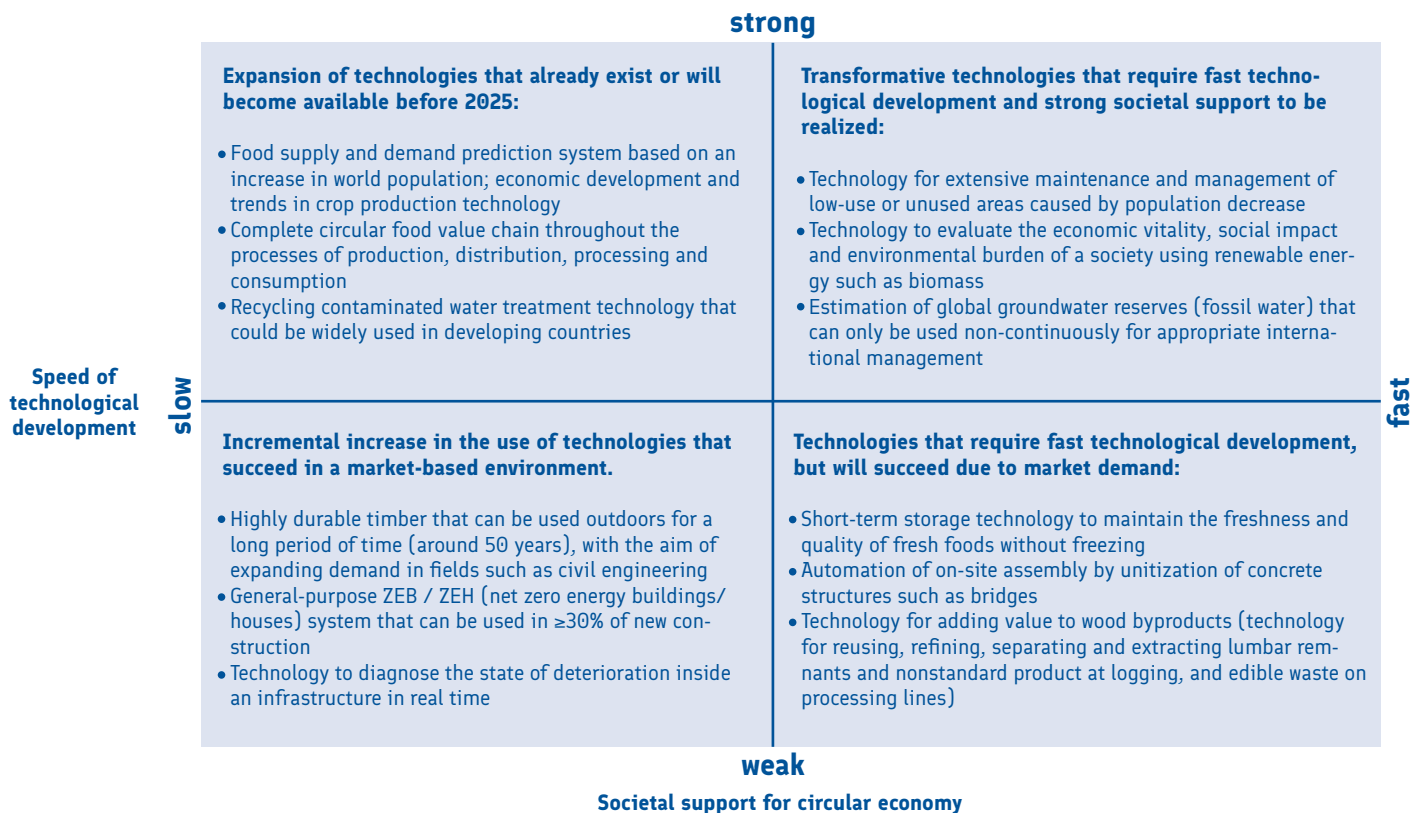 strong
Expansion of technologies that already exist or will
become available before 2025:
• Food supply and demand prediction system based on an
increase in world population; economic development and
trends in crop production technology
• Complete circular food value chain throughout the
processes of production, distribution, processing and
consumption
• Recycling contaminated water treatment technology that
could be widely used in developing countries
Transformative technologies that require fast techno-
logical development and strong societal support to be
realized:
• Technology for extensive maintenance and management of
low-use or unused areas caused by population decrease
• Technology to evaluate the economic vitality, social impact
and environmental burden of a society using renewable ener-
gy such as biomass
• Estimation of global groundwater reserves (fossil water) that
can only be used non-continuously for appropriate interna-
tional management
Speed of
technological
development
slow
fast
Incremental increase in the use of technologies that
succeed in a market-based environment.
• Highly durable timber that can be used outdoors for a
long period of time (around 50 years), with the aim of
expanding demand in fields such as civil engineering
• General-purpose ZEB / ZEH (net zero energy buildings/
houses) system that can be used in ≥30% of new con-
struction
• Technology to diagnose the state of deterioration inside
an infrastructure in real time
Technologies that require fast technological development,
but will succeed due to market demand:
• Short-term storage technology to maintain the freshness and
quality of fresh foods without freezing
• Automation of on-site assembly by unitization of concrete
structures such as bridges
• Technology for adding value to wood byproducts (technology
for reusing, refining, separating and extracting lumbar rem-
nants and nonstandard product at logging, and edible waste on
processing lines)
weak
Societal support for circular economy